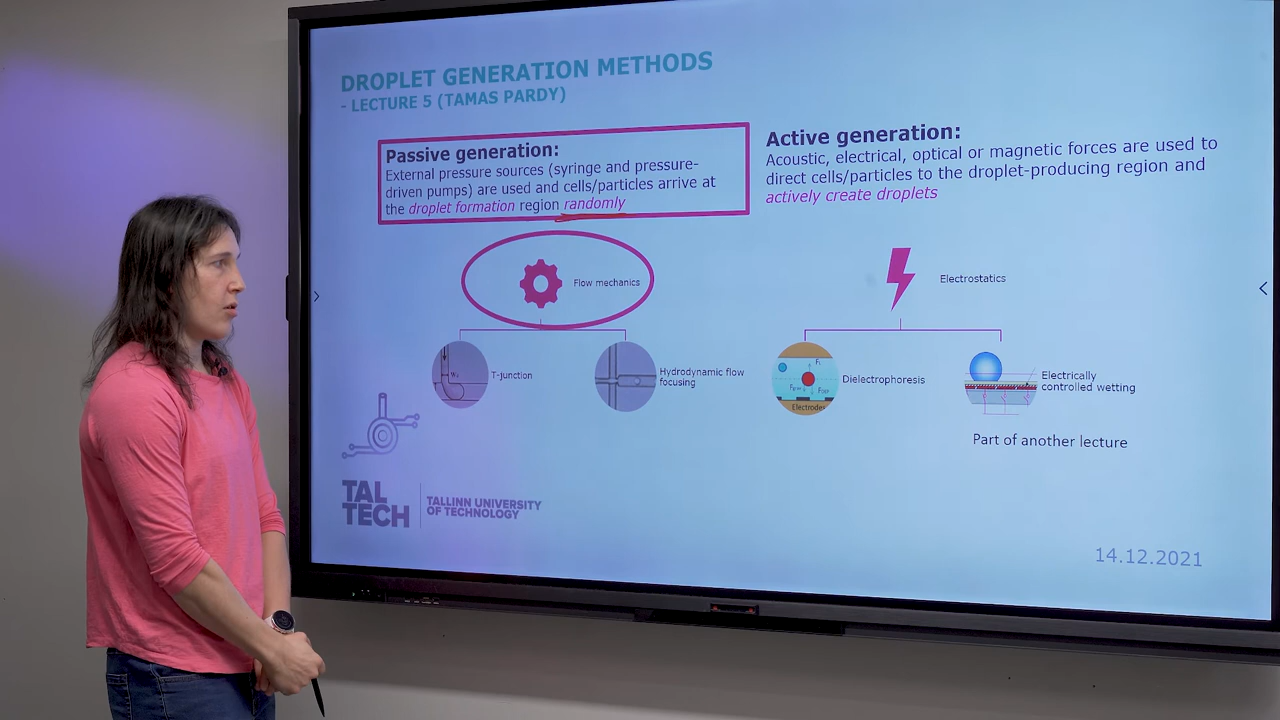 DROPLET GENERATION METHODS
- LECTURE 5 (TAMAS PARDY)
Passive generation:
External pressure sources (syringe and pressure-
driven pumps) are used and cells/particles arrive at
the droplet formation region randomly
Active generation:
Acoustic, electrical, optical or magnetic forces are used to
direct cells/particles to the droplet-producing region and
actively create droplets
Flow mechanics
Electrostatics
T-junction
Hydrodynamic flow
focusing
Dielectrophoresis
Electrodes
Electrically
controlled wetting
Part of another lecture
TAL
TECH
TALLINN UNIVERSITY
OF TECHNOLOGY
14.12.2021